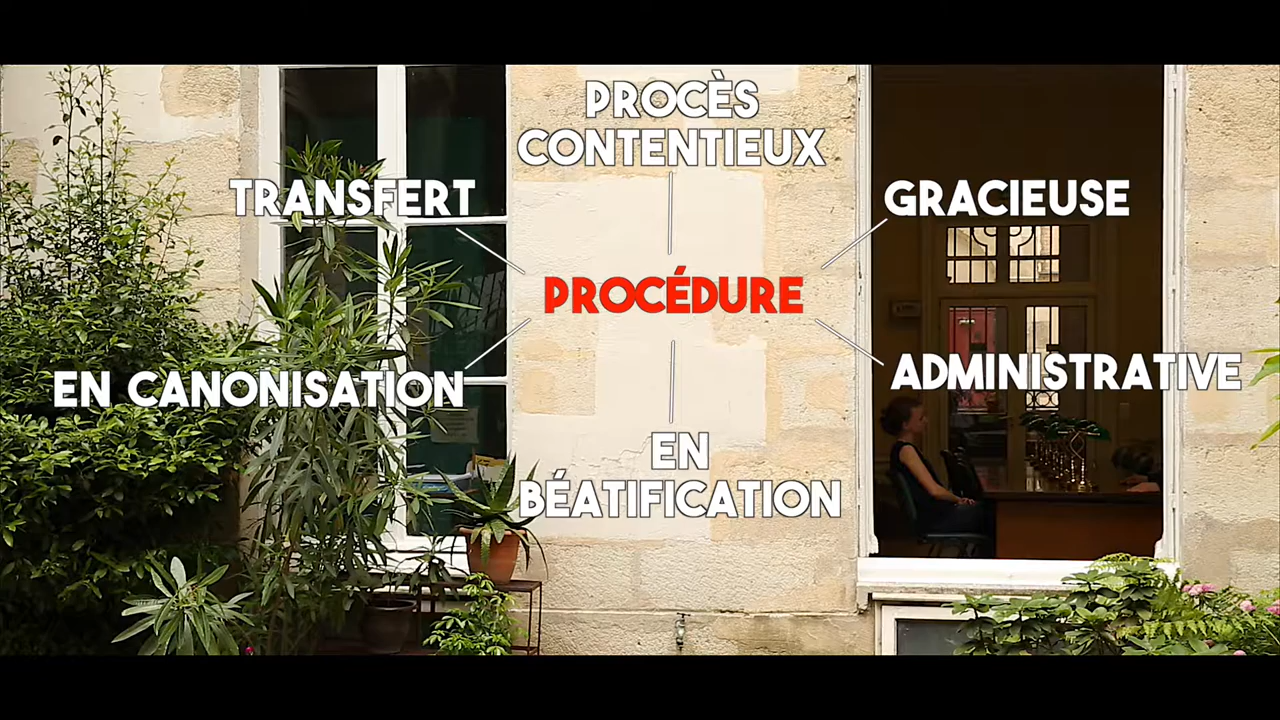 PROCÈS
CONTENTIEUX
TRANSFERT
GRACIEUSE
PROCÉDURE
EN CANONISATION
ADMINISTRATIVE
EN
BÉATIFICATION